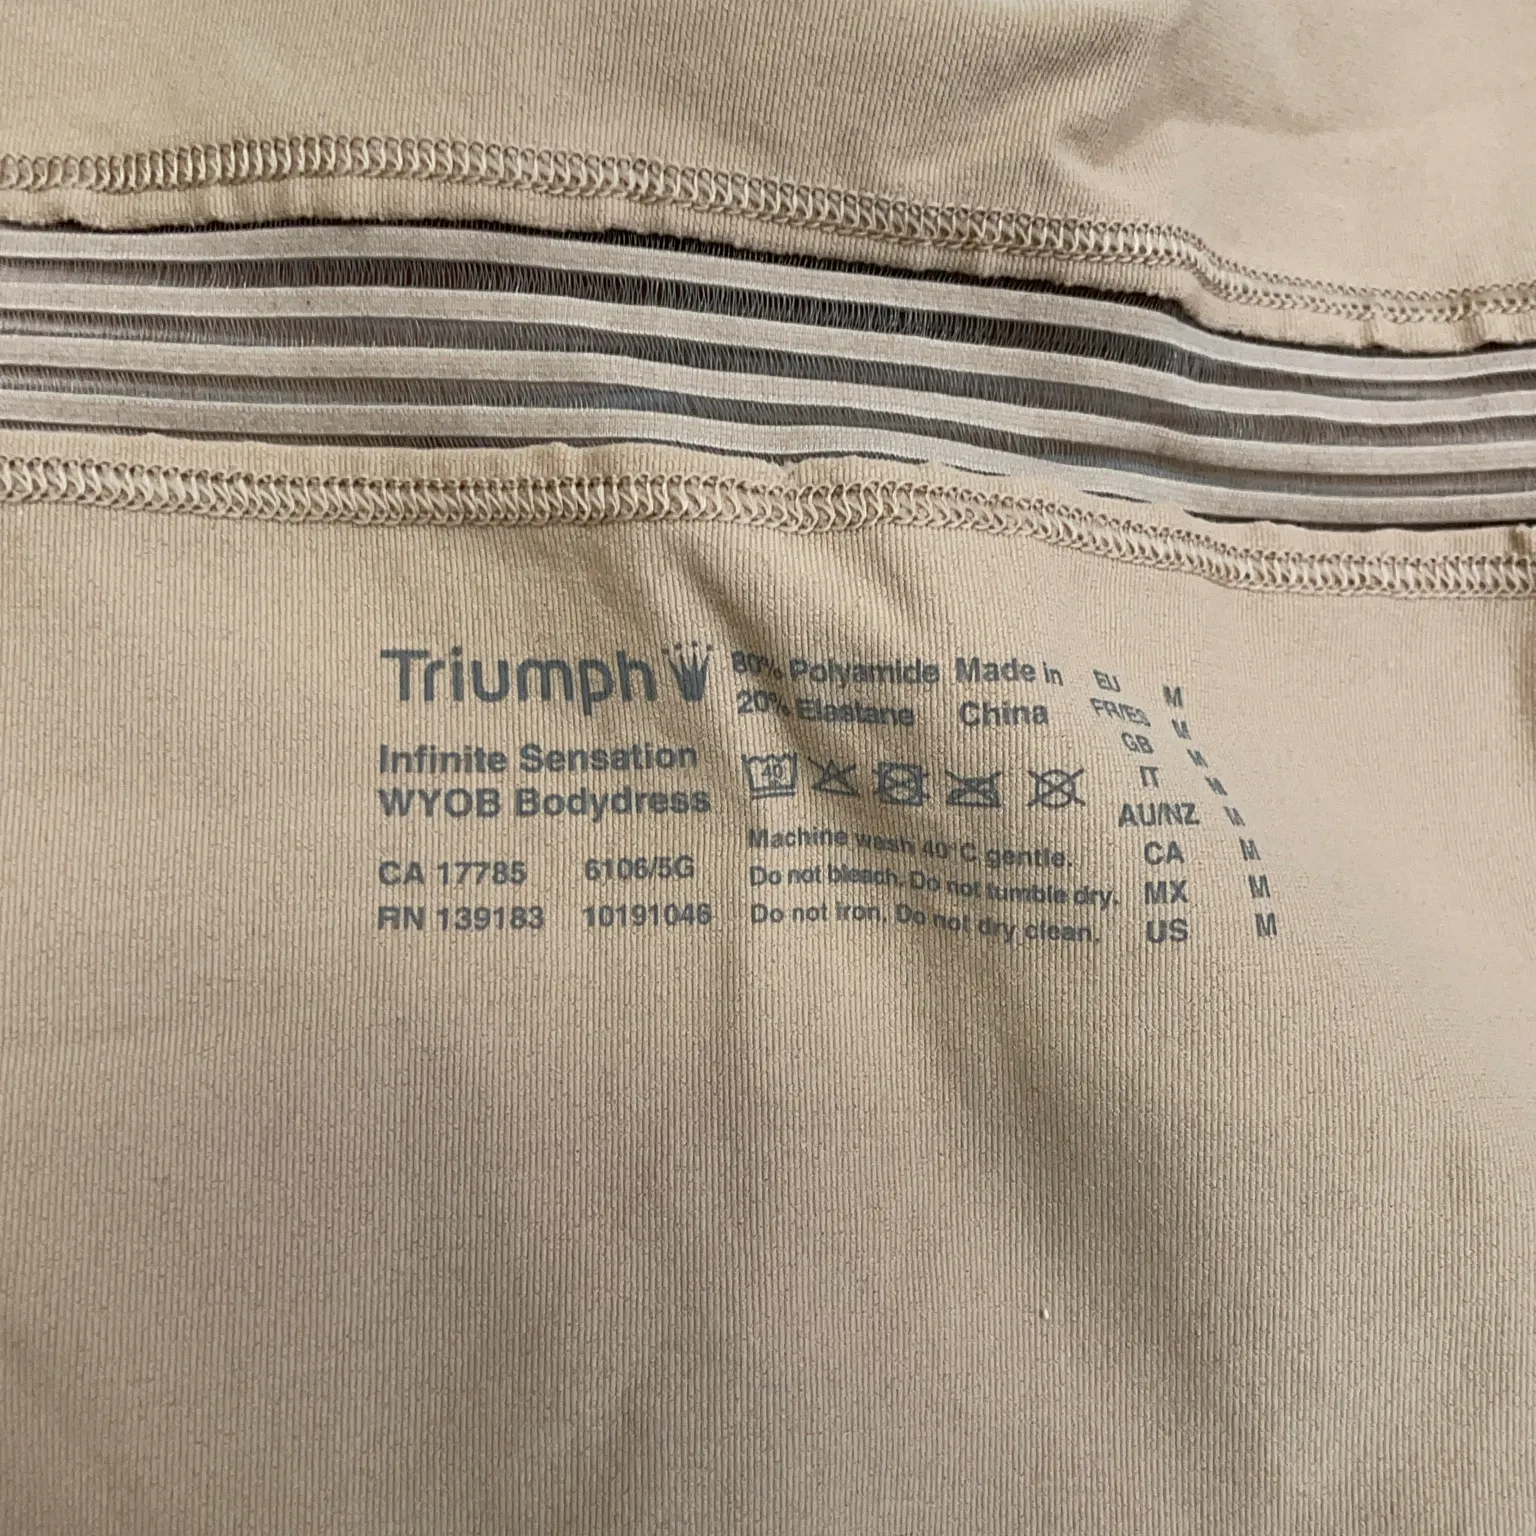 Triumph
Infinite Sensation
WYOB Bodydress
CA 17785 6106/5G
RN 139183 10191046
80% Polyamide
20% Elastane
Made in
China
40
Machine wash 40°C gentle.
Do not bleach. Do not tumble dry.
Do not iron. Do not dry clean.
EU M
FR/ES M
GB M
IT M
AU/NZ M
CA M
MX M
US M